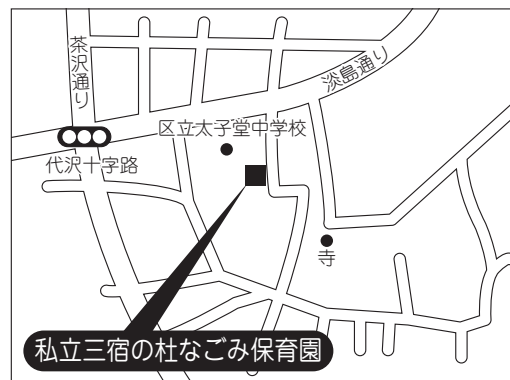 茶沢通り
淡島通り
区立太子堂中学校
代沢十字路
寺
私立三宿の杜なごみ保育園